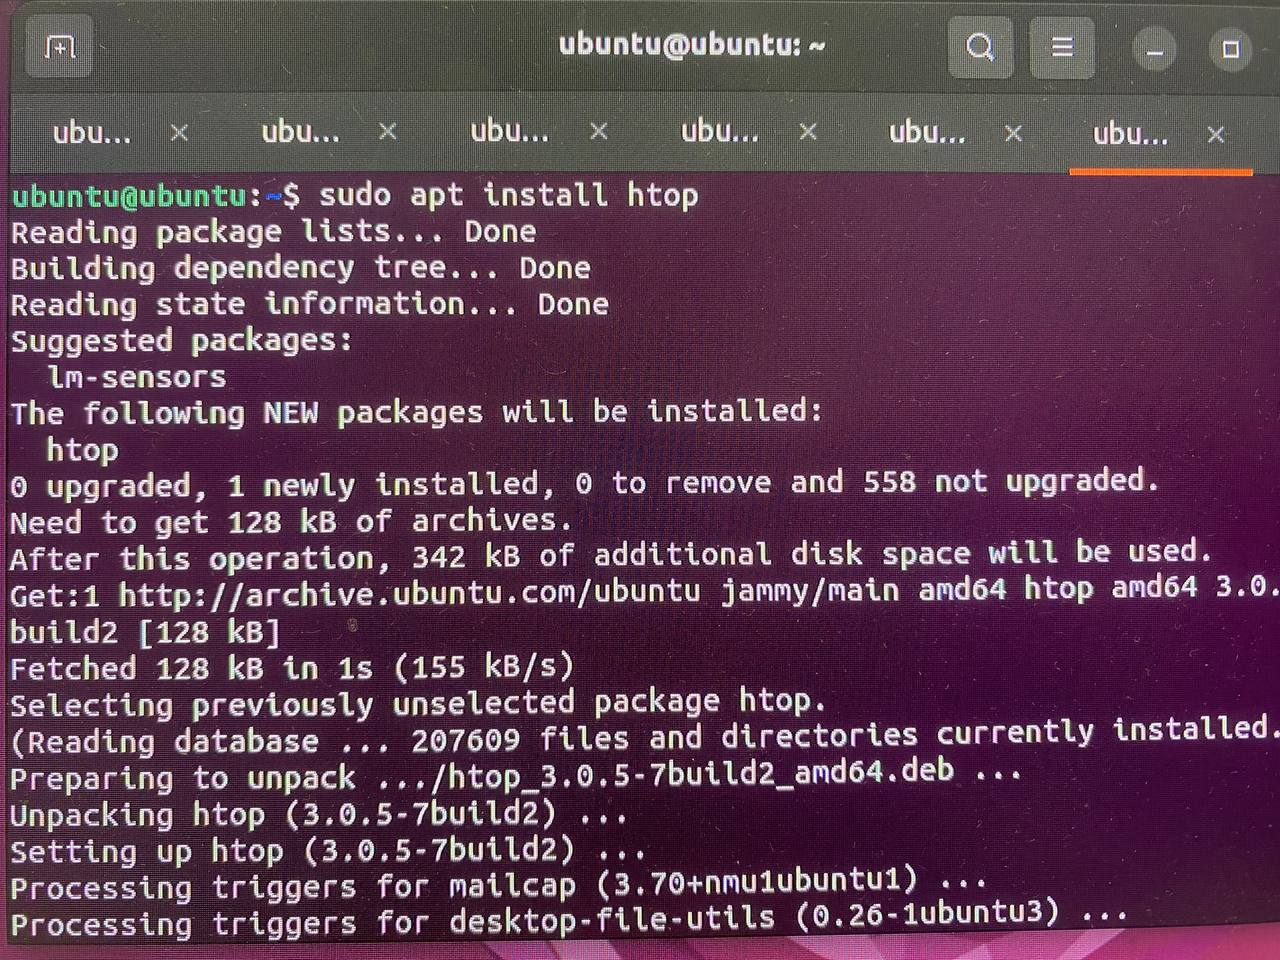 ubuntu@ubuntu: ~
ubu... × ubu... × ubu... × ubu... × ubu... × ubu... ×
ubuntu@ubuntu:~$ sudo apt install htop
Reading package lists... Done
Building dependency tree... Done
Reading state information... Done
Suggested packages:
  lm-sensors
The following NEW packages will be installed:
  htop
0 upgraded, 1 newly installed, 0 to remove and 558 not upgraded.
Need to get 128 kB of archives.
After this operation, 342 kB of additional disk space will be used.
Get:1 http://archive.ubuntu.com/ubuntu jammy/main amd64 htop amd64 3.0.
build2 [128 kB]
Fetched 128 kB in 1s (155 kB/s)
Selecting previously unselected package htop.
(Reading database ... 207609 files and directories currently installed.
Preparing to unpack .../htop_3.0.5-7build2_amd64.deb ...
Unpacking htop (3.0.5-7build2) ...
Setting up htop (3.0.5-7build2) ...
Processing triggers for mailcap (3.70+nmu1ubuntu1) ...
Processing triggers for desktop-file-utils (0.26-1ubuntu3) ...